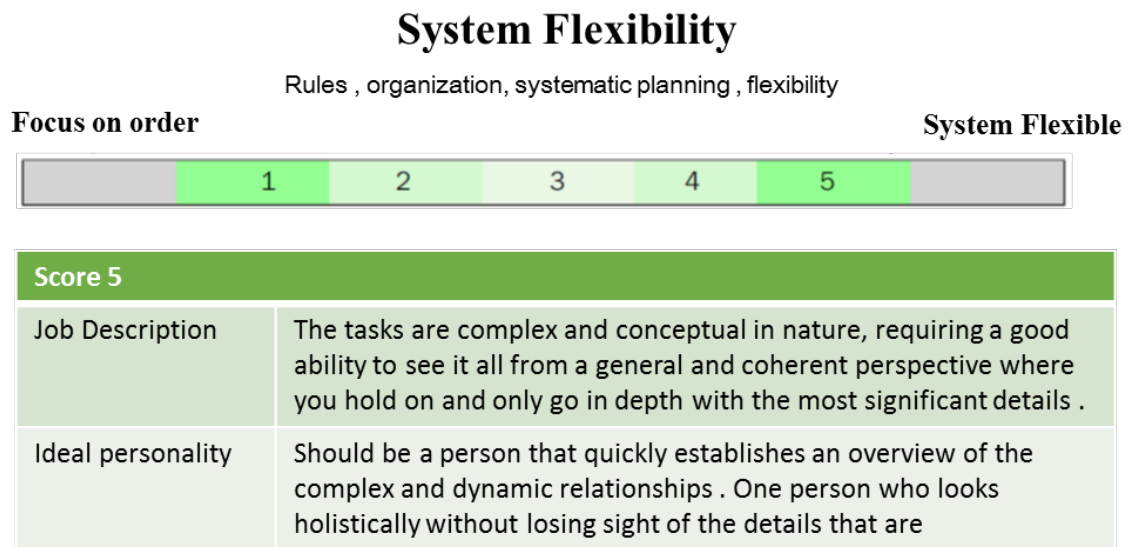 System Flexibility
Rules , organization, systematic planning , flexibility
Focus on order
System Flexible
1 2 3 4 5
Score 5
Job Description
The tasks are complex and conceptual in nature, requiring a good
ability to see it all from a general and coherent perspective where
you hold on and only go in depth with the most significant details .
Ideal personality
Should be a person that quickly establishes an overview of the
complex and dynamic relationships . One person who looks
holistically without losing sight of the details that are